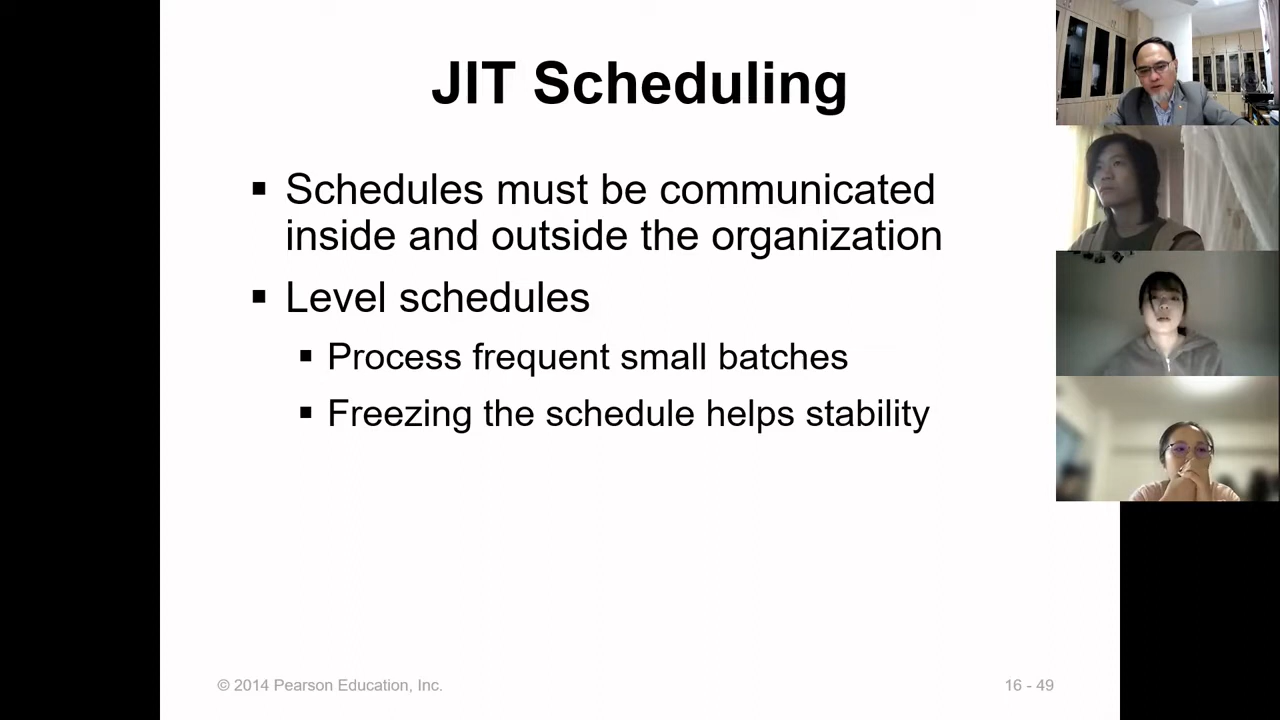 JIT Scheduling
▪ Schedules must be communicated
inside and outside the organization
▪ Level schedules
▪ Process frequent small batches
▪ Freezing the schedule helps stability
© 2014 Pearson Education, Inc.
16 - 49